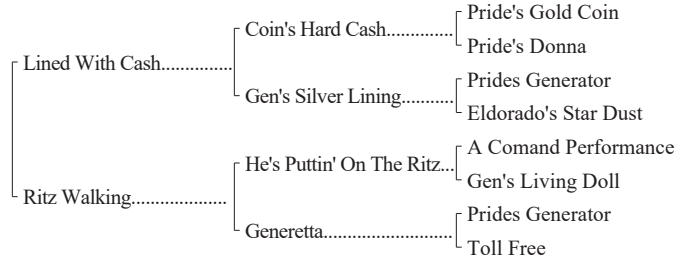 Pride's Gold Coin
Coin's Hard Cash..............
Pride's Donna
Lined With Cash...............
Prides Generator
Gen's Silver Lining...........
Eldorado's Star Dust
A Comand Performance
He's Puttin' On The Ritz...
Gen's Living Doll
Ritz Walking....................
Prides Generator
Generetta...........................
Toll Free